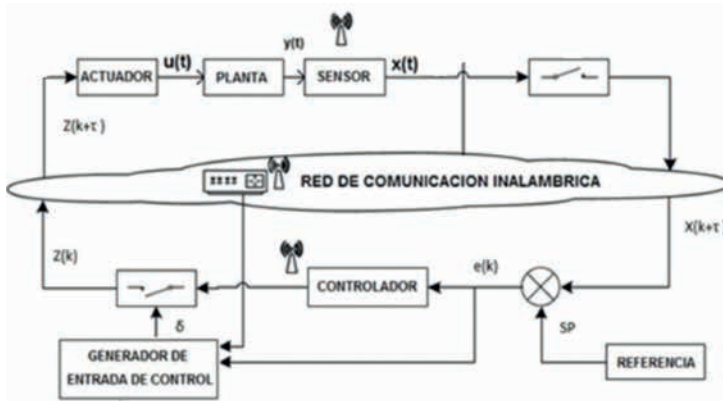 ACTUADOR
u(t)
PLANTA
y(t)
SENSOR
x(t)
Z(k+τ )
RED DE COMUNICACION INALAMBRICA
X(k+τ
Z(k)
CONTROLADOR
e(k)
δ
SP
GENERADOR DE
ENTRADA DE CONTROL
REFERENCIA